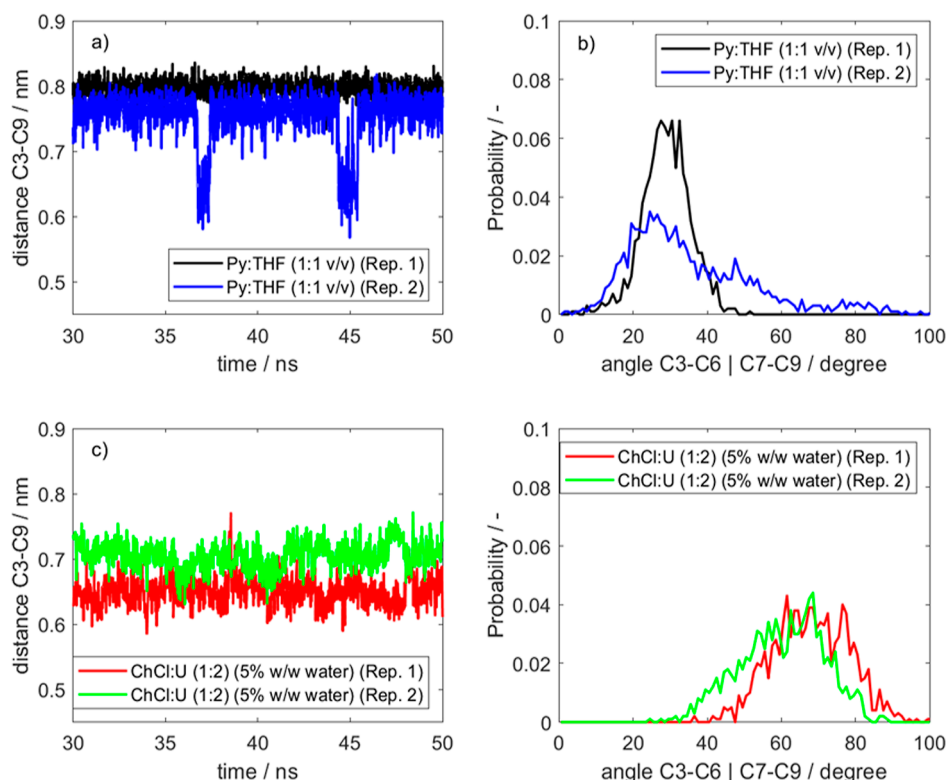 a)
0.9
0.8
0.7
0.6
0.5
distance C3-C9 / nm
Py:THF (1:1 v/v) (Rep. 1)
Py:THF (1:1 v/v) (Rep. 2)
30 35 40 45 50
time / ns
b)
0.1
0.08
0.06
0.04
0.02
0
Probability / -
Py:THF (1:1 v/v) (Rep. 1)
Py:THF (1:1 v/v) (Rep. 2)
0 20 40 60 80 100
angle C3-C6 | C7-C9 / degree
c)
0.9
0.8
0.7
0.6
0.5
distance C3-C9 / nm
ChCl:U (1:2) (5% w/w water) (Rep. 1)
ChCl:U (1:2) (5% w/w water) (Rep. 2)
30 35 40 45 50
time / ns
0.1
0.08
0.06
0.04
0.02
0
Probability / -
ChCl:U (1:2) (5% w/w water) (Rep. 1)
ChCl:U (1:2) (5% w/w water) (Rep. 2)
0 20 40 60 80 100
angle C3-C6 | C7-C9 / degree